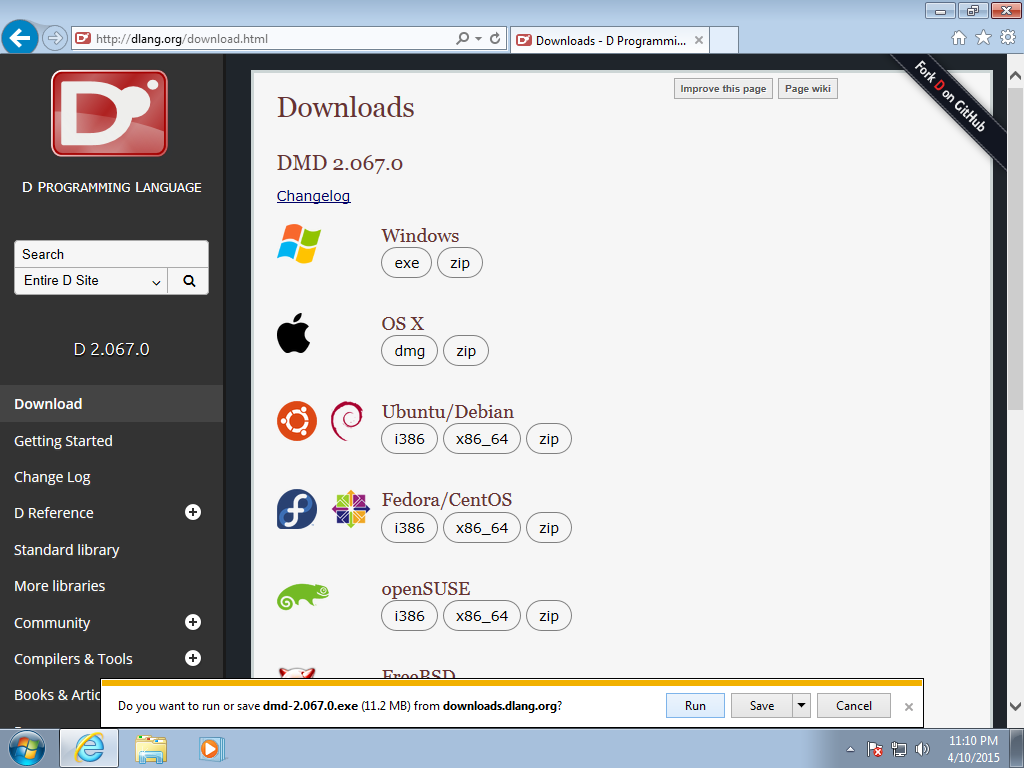 http://dlang.org/download.html
Downloads - D Programmi...
D PROGRAMMING LANGUAGE
Search
Entire D Site
D 2.067.0
Download
Getting Started
Change Log
D Reference
Standard library
More libraries
Community
Compilers & Tools
Books & Artic
Improve this page
Page wiki
Fork D on GitHub
Downloads
DMD 2.067.0
Changelog
Windows
exe zip
OS X
dmg zip
Ubuntu/Debian
i386 x86_64 zip
Fedora/CentOS
i386 x86_64 zip
openSUSE
i386 x86_64 zip
FreeBSD
Do you want to run or save dmd-2.067.0.exe (11.2 MB) from downloads.dlang.org?
Run Save Cancel
11:10 PM
4/10/2015